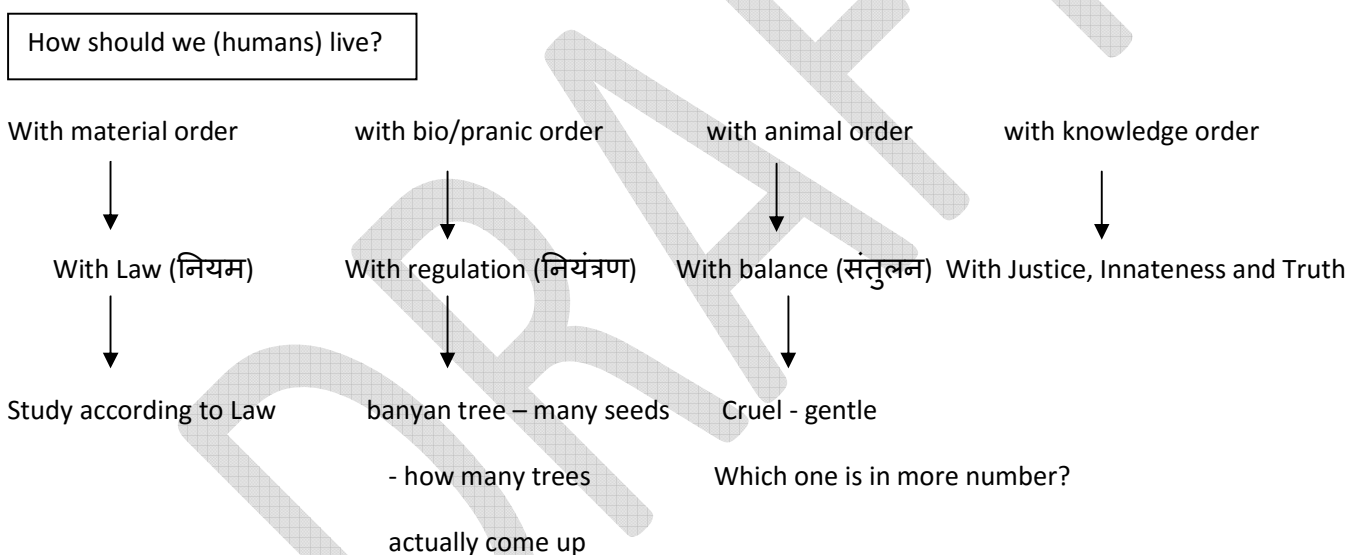 How should we (humans) live?
With material order with bio/pranic order with animal order with knowledge order
With Law (नियम) With regulation (नियंत्रण) With balance (संतुलन) With Justice, Innateness and Truth
Study according to Law banyan tree – many seeds Cruel - gentle
- how many trees Which one is in more number?
actually come up
DRAFT